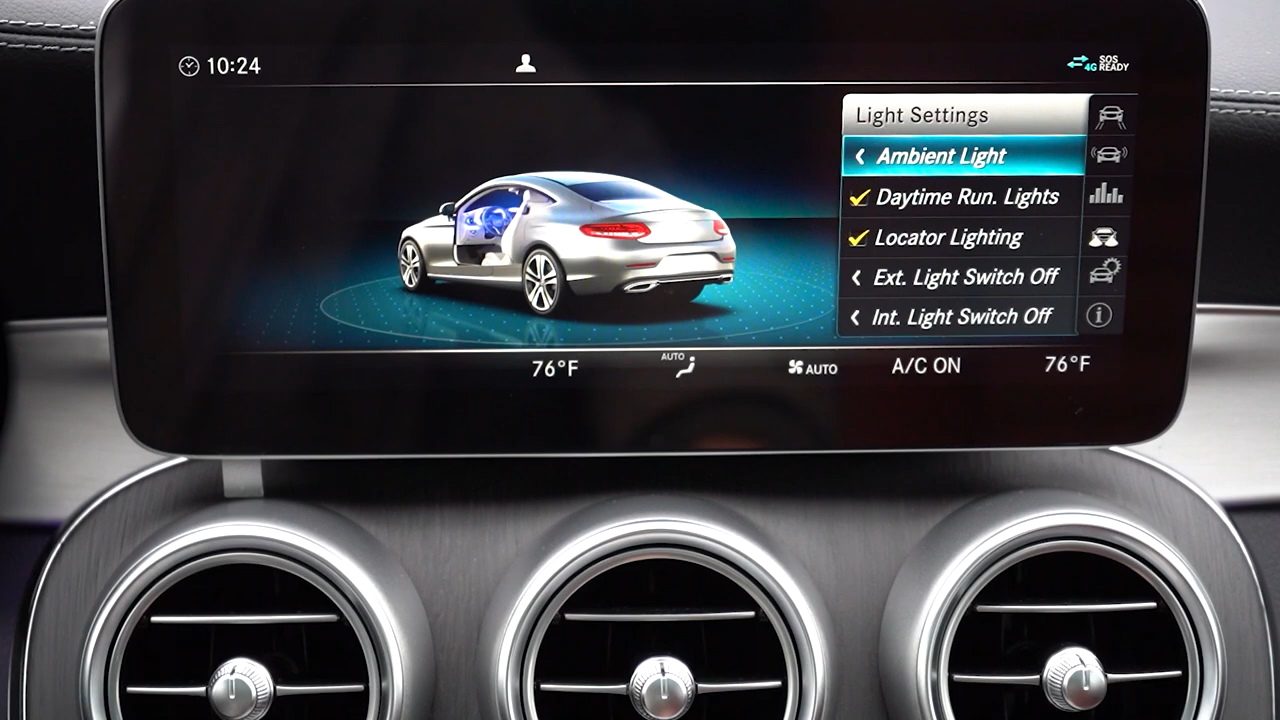 10:24
4G
SOS
READY
Light Settings
Ambient Light
Daytime Run. Lights
Locator Lighting
Ext. Light Switch Off
Int. Light Switch Off
76°F
AUTO
AUTO
A/C ON
76°F